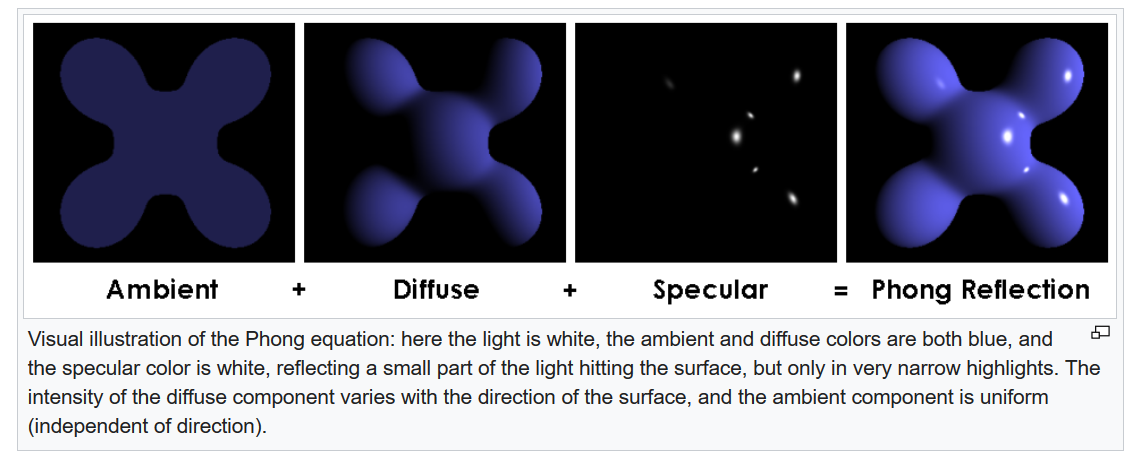 Ambient + Diffuse + Specular = Phong Reflection
Visual illustration of the Phong equation: here the light is white, the ambient and diffuse colors are both blue, and
the specular color is white, reflecting a small part of the light hitting the surface, but only in very narrow highlights. The
intensity of the diffuse component varies with the direction of the surface, and the ambient component is uniform
(independent of direction).